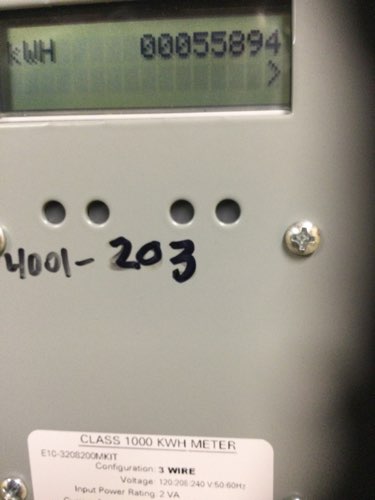 kWH 00055894
>
4001-203
CLASS 1000 KWH METER
E10-3208200MKIT
Configuration: 3 WIRE
Voltage: 120:208:240 V:50:60Hz
Input Power Rating: 2 VA